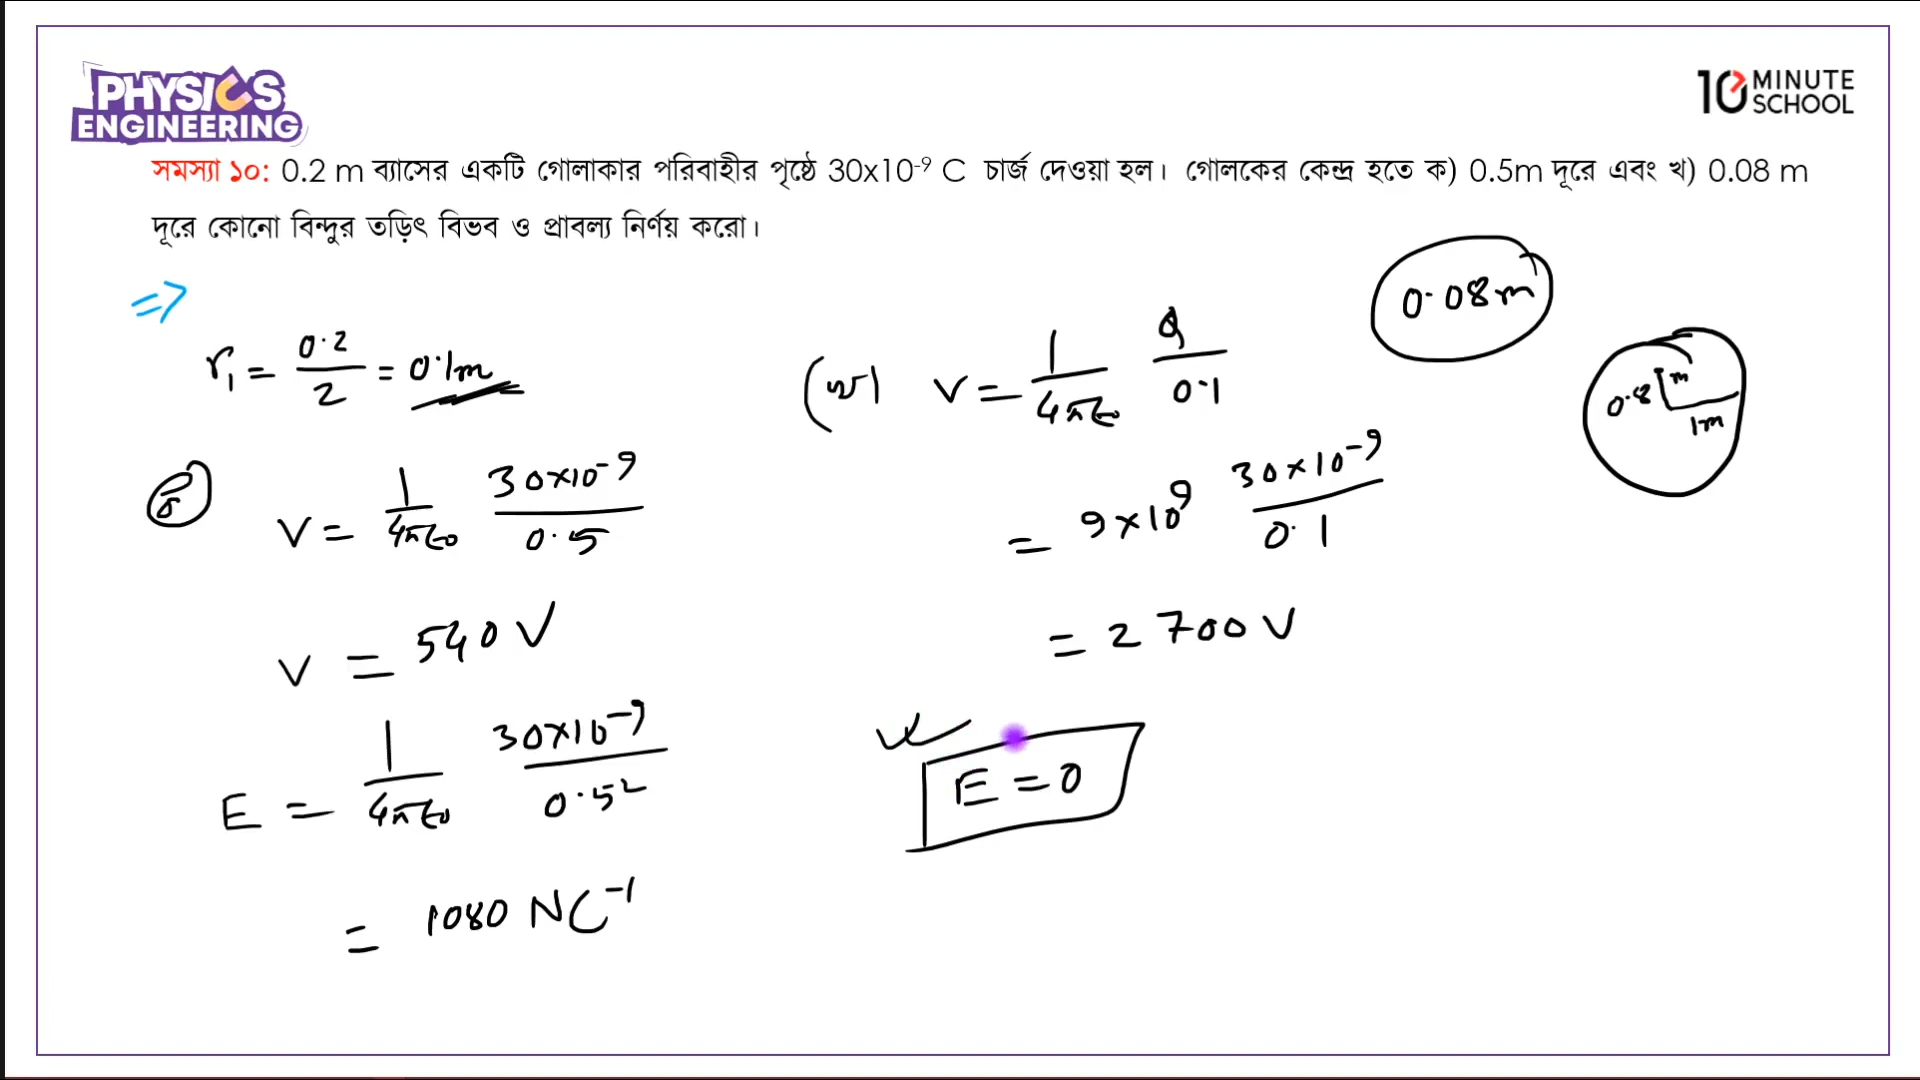 PHYSICS
ENGINEERING
10 MINUTE
SCHOOL
সমস্যা ১০: 0.2 m ব্যাসের একটি গোলাকার পরিবাহীর পৃষ্ঠে 30x10⁻⁹ C চার্জ দেওয়া হল। গোলকের কেন্দ্র হতে ক) 0.5m দূরে এবং খ) 0.08 m
দূরে কোনো বিন্দুর তড়িৎ বিভব ও প্রাবল্য নির্ণয় করো।
=>
r₁ = 0.2/2 = 0.1m
V = 1/4πε₀ 30×10⁻⁹/0.5
V = 540 V
E = 1/4πε₀ 30×10⁻⁹/0.5²
= 1080 NC⁻¹
(খ) V = 1/4πε₀ Q/0.1
= 9×10⁹ 30×10⁻⁹/0.1
= 2700 V
E = 0
0.08m
0.8 m
1m